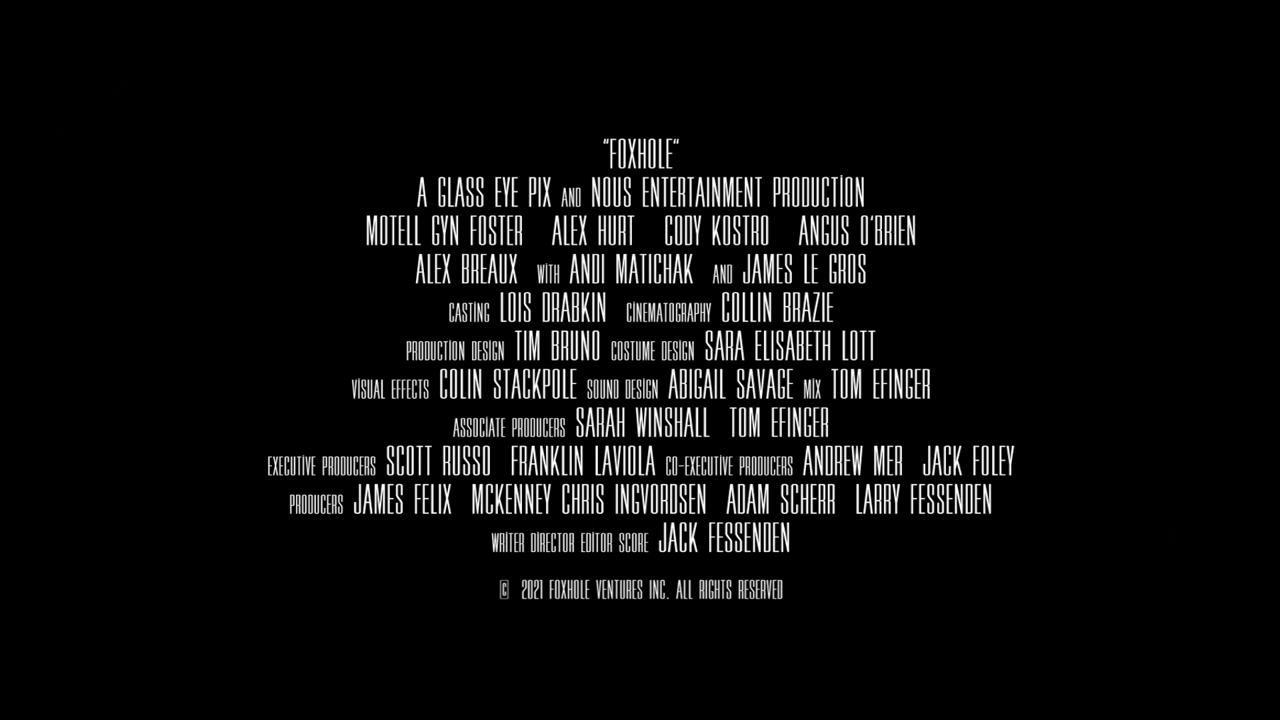 "FOXHOLE"
A GLASS EYE PIX AND NOUS ENTERTAINMENT PRODUCTION
MOTELL GYN FOSTER ALEX HURT CODY KOSTRO ANGUS O'BRIEN
ALEX BREAUX WITH ANDI MATICHAK AND JAMES LE GROS
CASTING LOIS DRABKIN CINEMATOGRAPHY COLLIN BRAZIE
PRODUCTION DESIGN TIM BRUNO COSTUME DESIGN SARA ELISABETH LOTT
VISUAL EFFECTS COLIN STACKPOLE SOUND DESIGN ABIGAIL SAVAGE MIX TOM EFINGER
ASSOCIATE PRODUCERS SARAH WINSHALL TOM EFINGER
EXECUTIVE PRODUCERS SCOTT RUSSO FRANKLIN LAVIOLA CO-EXECUTIVE PRODUCERS ANDREW MER JACK FOLEY
PRODUCERS JAMES FELIX MCKENNEY CHRIS INGVORDSEN ADAM SCHERR LARRY FESSENDEN
WRITER DIRECTOR EDITOR SCORE JACK FESSENDEN
© 2021 FOXHOLE VENTURES INC. ALL RIGHTS RESERVED